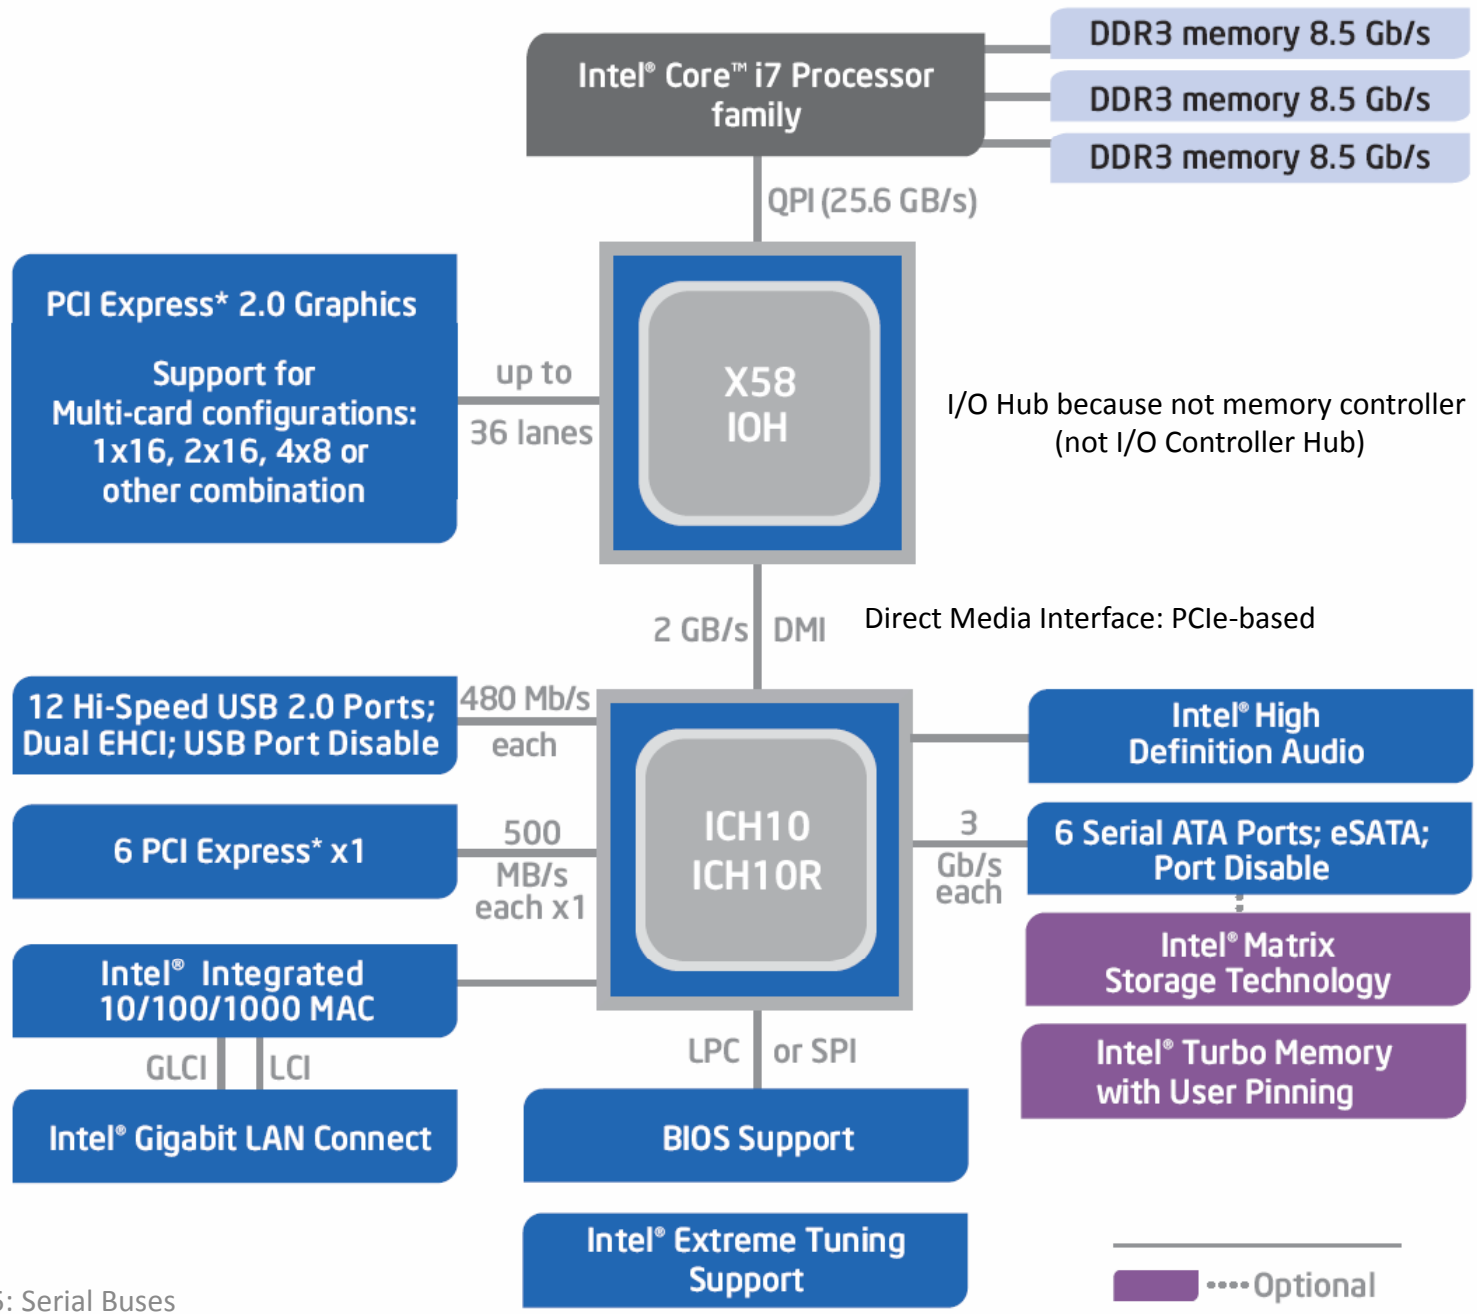 DDR3 memory 8.5 Gb/s
Intel® Core™ i7 Processor
family
DDR3 memory 8.5 Gb/s
DDR3 memory 8.5 Gb/s
QPI (25.6 GB/s)
PCI Express* 2.0 Graphics
Support for
Multi-card configurations:
1x16, 2x16, 4x8 or
other combination
up to
36 lanes
X58
IOH
I/O Hub because not memory controller
(not I/O Controller Hub)
2 GB/s DMI
Direct Media Interface: PCIe-based
12 Hi-Speed USB 2.0 Ports;
Dual EHCI; USB Port Disable
480 Mb/s
each
Intel® High
Definition Audio
6 PCI Express* x1
500
MB/s
each x1
ICH10
ICH10R
3
Gb/s
each
6 Serial ATA Ports; eSATA;
Port Disable
Intel® Matrix
Storage Technology
Intel® Integrated
10/100/1000 MAC
GLCI LCI
LPC or SPI
Intel® Turbo Memory
with User Pinning
Intel® Gigabit LAN Connect
BIOS Support
Intel® Extreme Tuning
Support
Optional
: Serial Buses